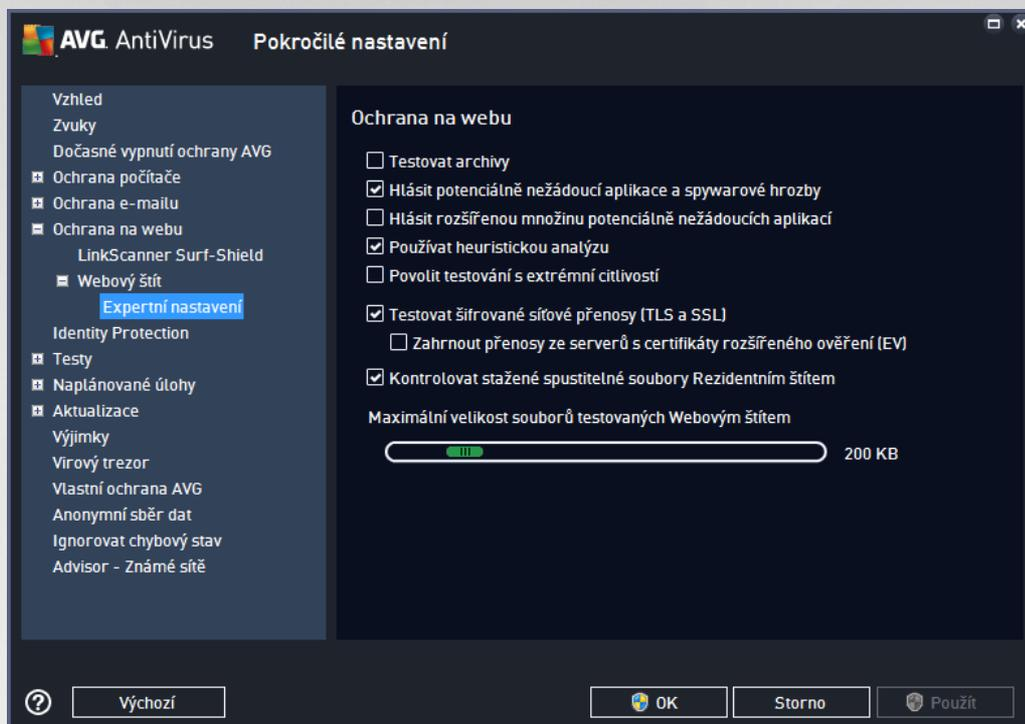 AVG. AntiVirus
Pokročilé nastavení
Vzhled
Zvuky
Dočasné vypnutí ochrany AVG
Ochrana počítače
Ochrana e-mailu
Ochrana na webu
LinkScanner Surf-Shield
Webový štít
Expertní nastavení
Identity Protection
Testy
Naplánované úlohy
Aktualizace
Výjimky
Virový trezor
Vlastní ochrana AVG
Anonymní sběr dat
Ignorovat chybový stav
Advisor - Známé sítě
Ochrana na webu
Testovat archivy
Hlásit potenciálně nežádoucí aplikace a spywarové hrozby
Hlásit rozšířenou množinu potenciálně nežádoucích aplikací
Používat heuristickou analýzu
Povolit testování s extrémní citlivostí
Testovat šifrované síťové přenosy (TLS a SSL)
Zahrnout přenosy ze serverů s certifikáty rozšířeného ověření (EV)
Kontrolovat stažené spustitelné soubory Rezidentním štítem
Maximální velikost souborů testovaných Webovým štítem
200 KB
Výchozí
OK
Storno
Použít